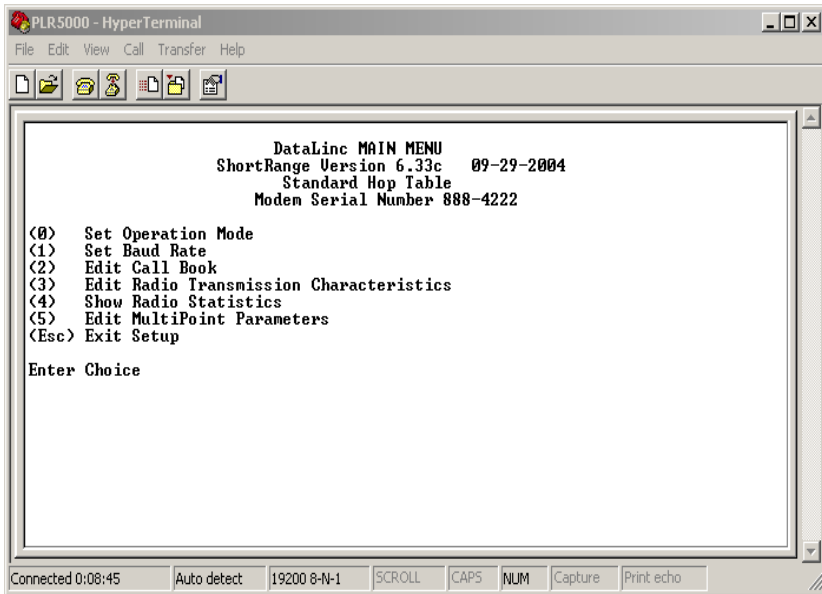 PLR5000 - HyperTerminal
File Edit View Call Transfer Help
DataLinc MAIN MENU
ShortRange Version 6.33c 09-29-2004
Standard Hop Table
Modem Serial Number 888-4222
(0) Set Operation Mode
(1) Set Baud Rate
(2) Edit Call Book
(3) Edit Radio Transmission Characteristics
(4) Show Radio Statistics
(5) Edit MultiPoint Parameters
(Esc) Exit Setup
Enter Choice
Connected 0:08:45 Auto detect 19200 8-N-1 SCROLL CAPS NUM Capture Print echo